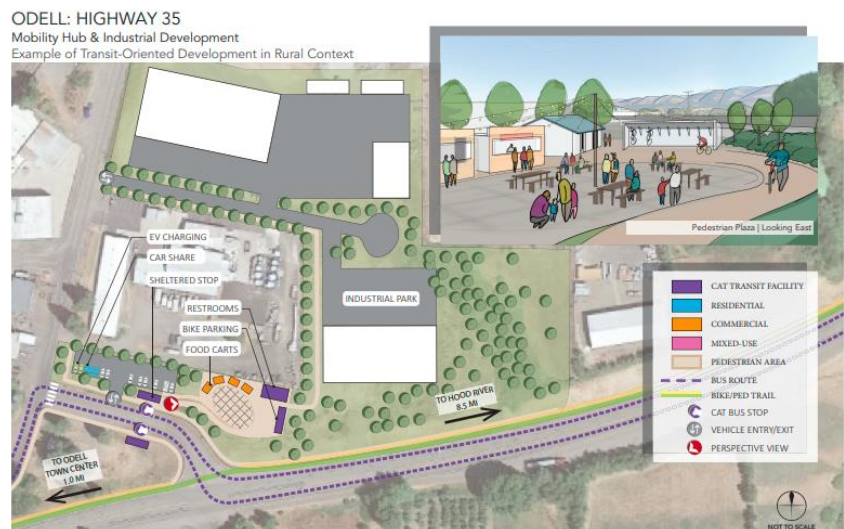 ODELL: HIGHWAY 35
Mobility Hub & Industrial Development
Example of Transit-Oriented Development in Rural Context
Pedestrian Plaza | Looking East
EV CHARGING
CAR SHARE
SHELTERED STOP
RESTROOMS
BIKE PARKING
FOOD CARTS
INDUSTRIAL PARK
TO HOOD RIVER
8.5 MI
TO ODELL
TOWN CENTER
1.0 MI
CAT TRANSIT FACILITY
RESIDENTIAL
COMMERCIAL
MIXED-USE
PEDESTRIAN AREA
BUS ROUTE
BIKE/PED TRAIL
CAT BUS STOP
VEHICLE ENTRY/EXIT
PERSPECTIVE VIEW
NOT TO SCALE